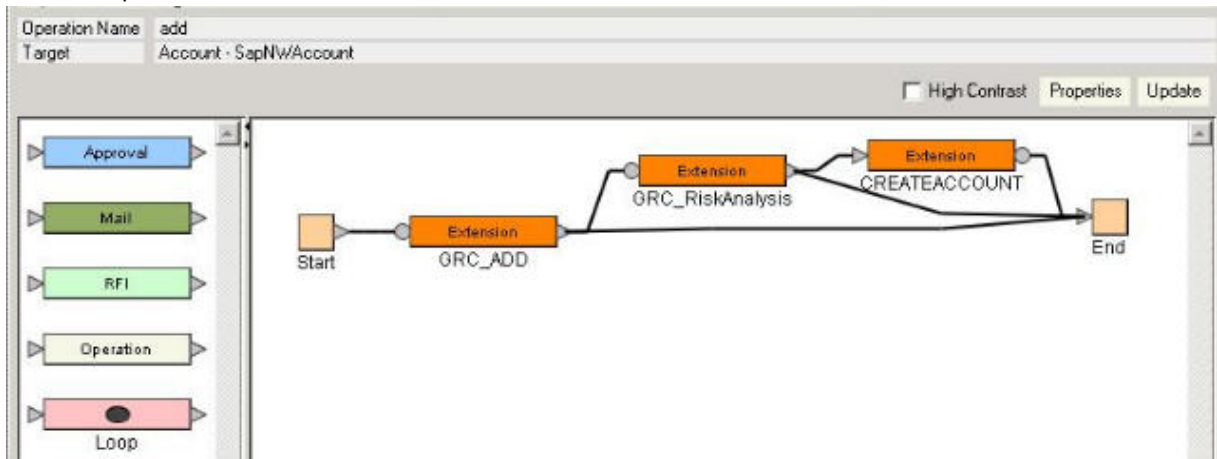 Operation Name add
Target Account - SapNWAccount
High Contrast Properties Update
Approval
Mail
RFI
Operation
Loop
Start
Extension
GRC_ADD
Extension
GRC_RiskAnalysis
Extension
CREATEACCOUNT
End